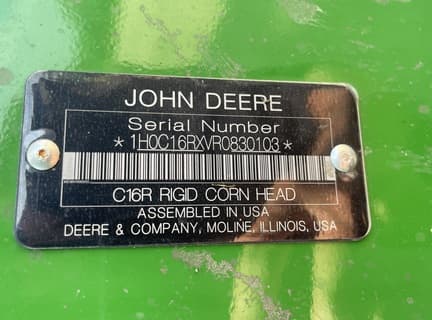 JOHN DEERE
Serial Number
*1H0C16RXVR0830103*
C16R RIGID CORN HEAD
ASSEMBLED IN USA
DEERE & COMPANY, MOLINE, ILLINOIS, USA